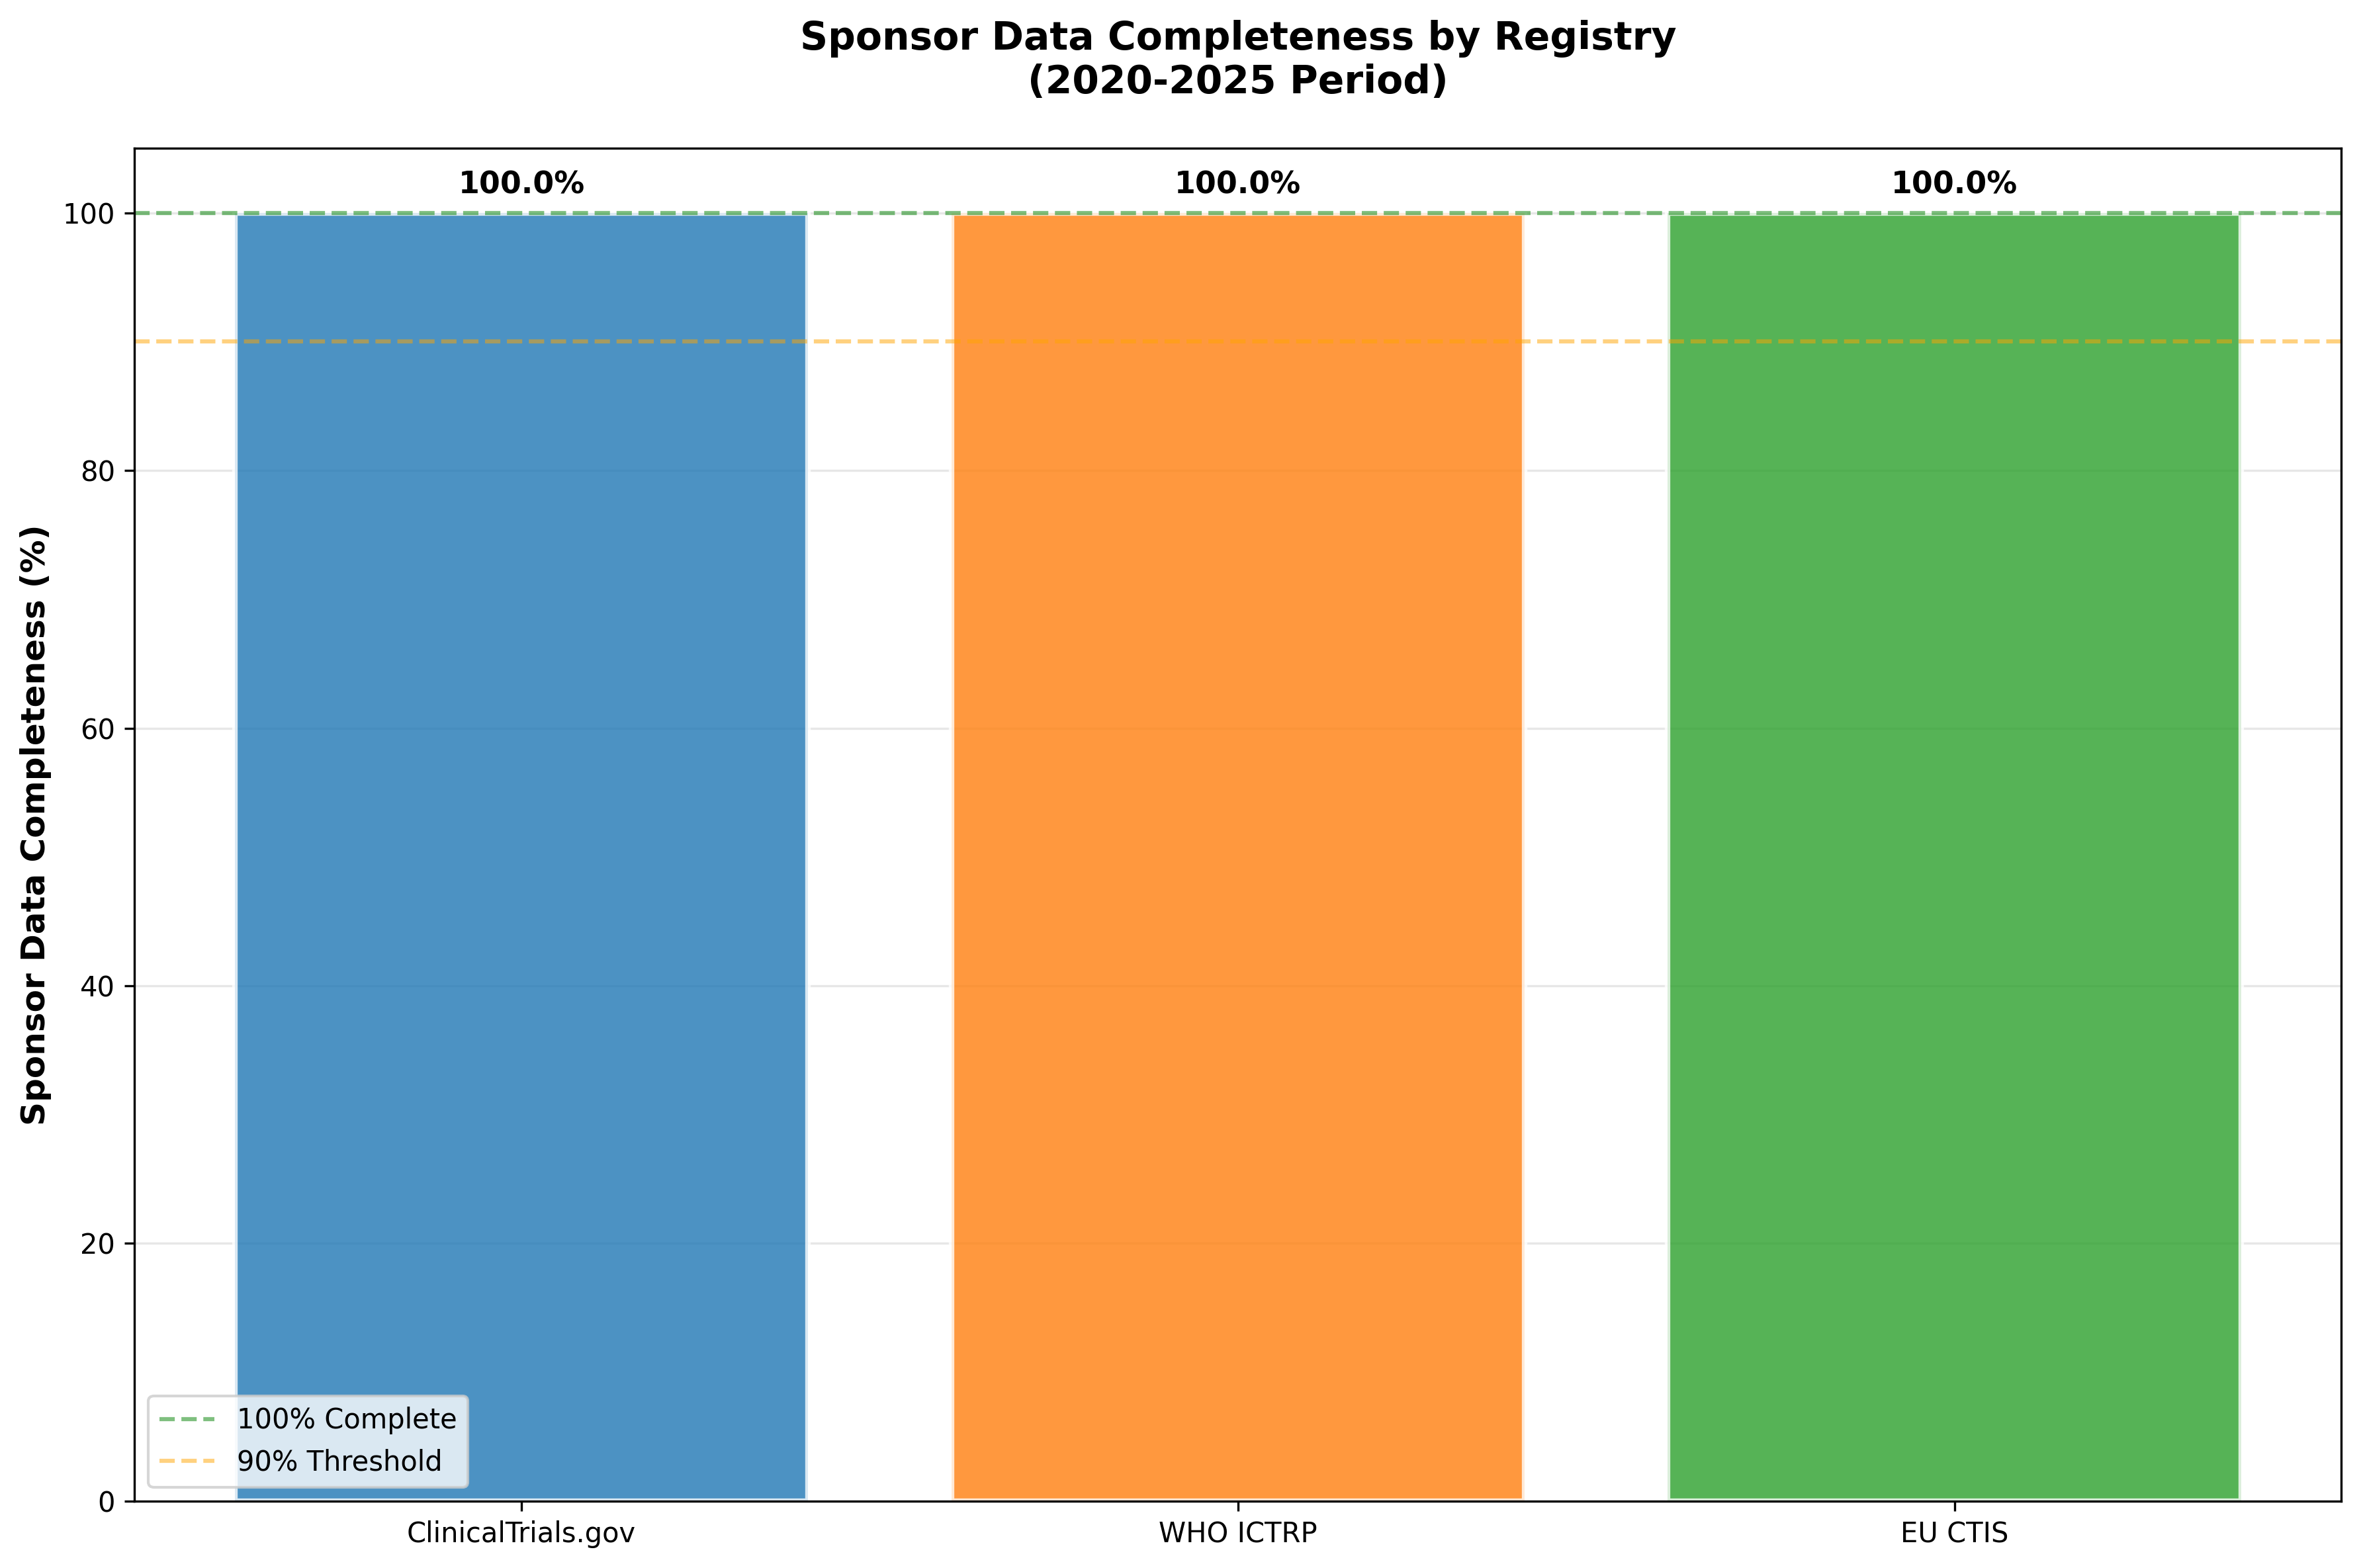 Sponsor Data Completeness by Registry
(2020-2025 Period)
100.0%
100.0%
100.0%
Sponsor Data Completeness (%)
100
80
60
40
20
0
100% Complete
90% Threshold
ClinicalTrials.gov
WHO ICTRP
EU CTIS